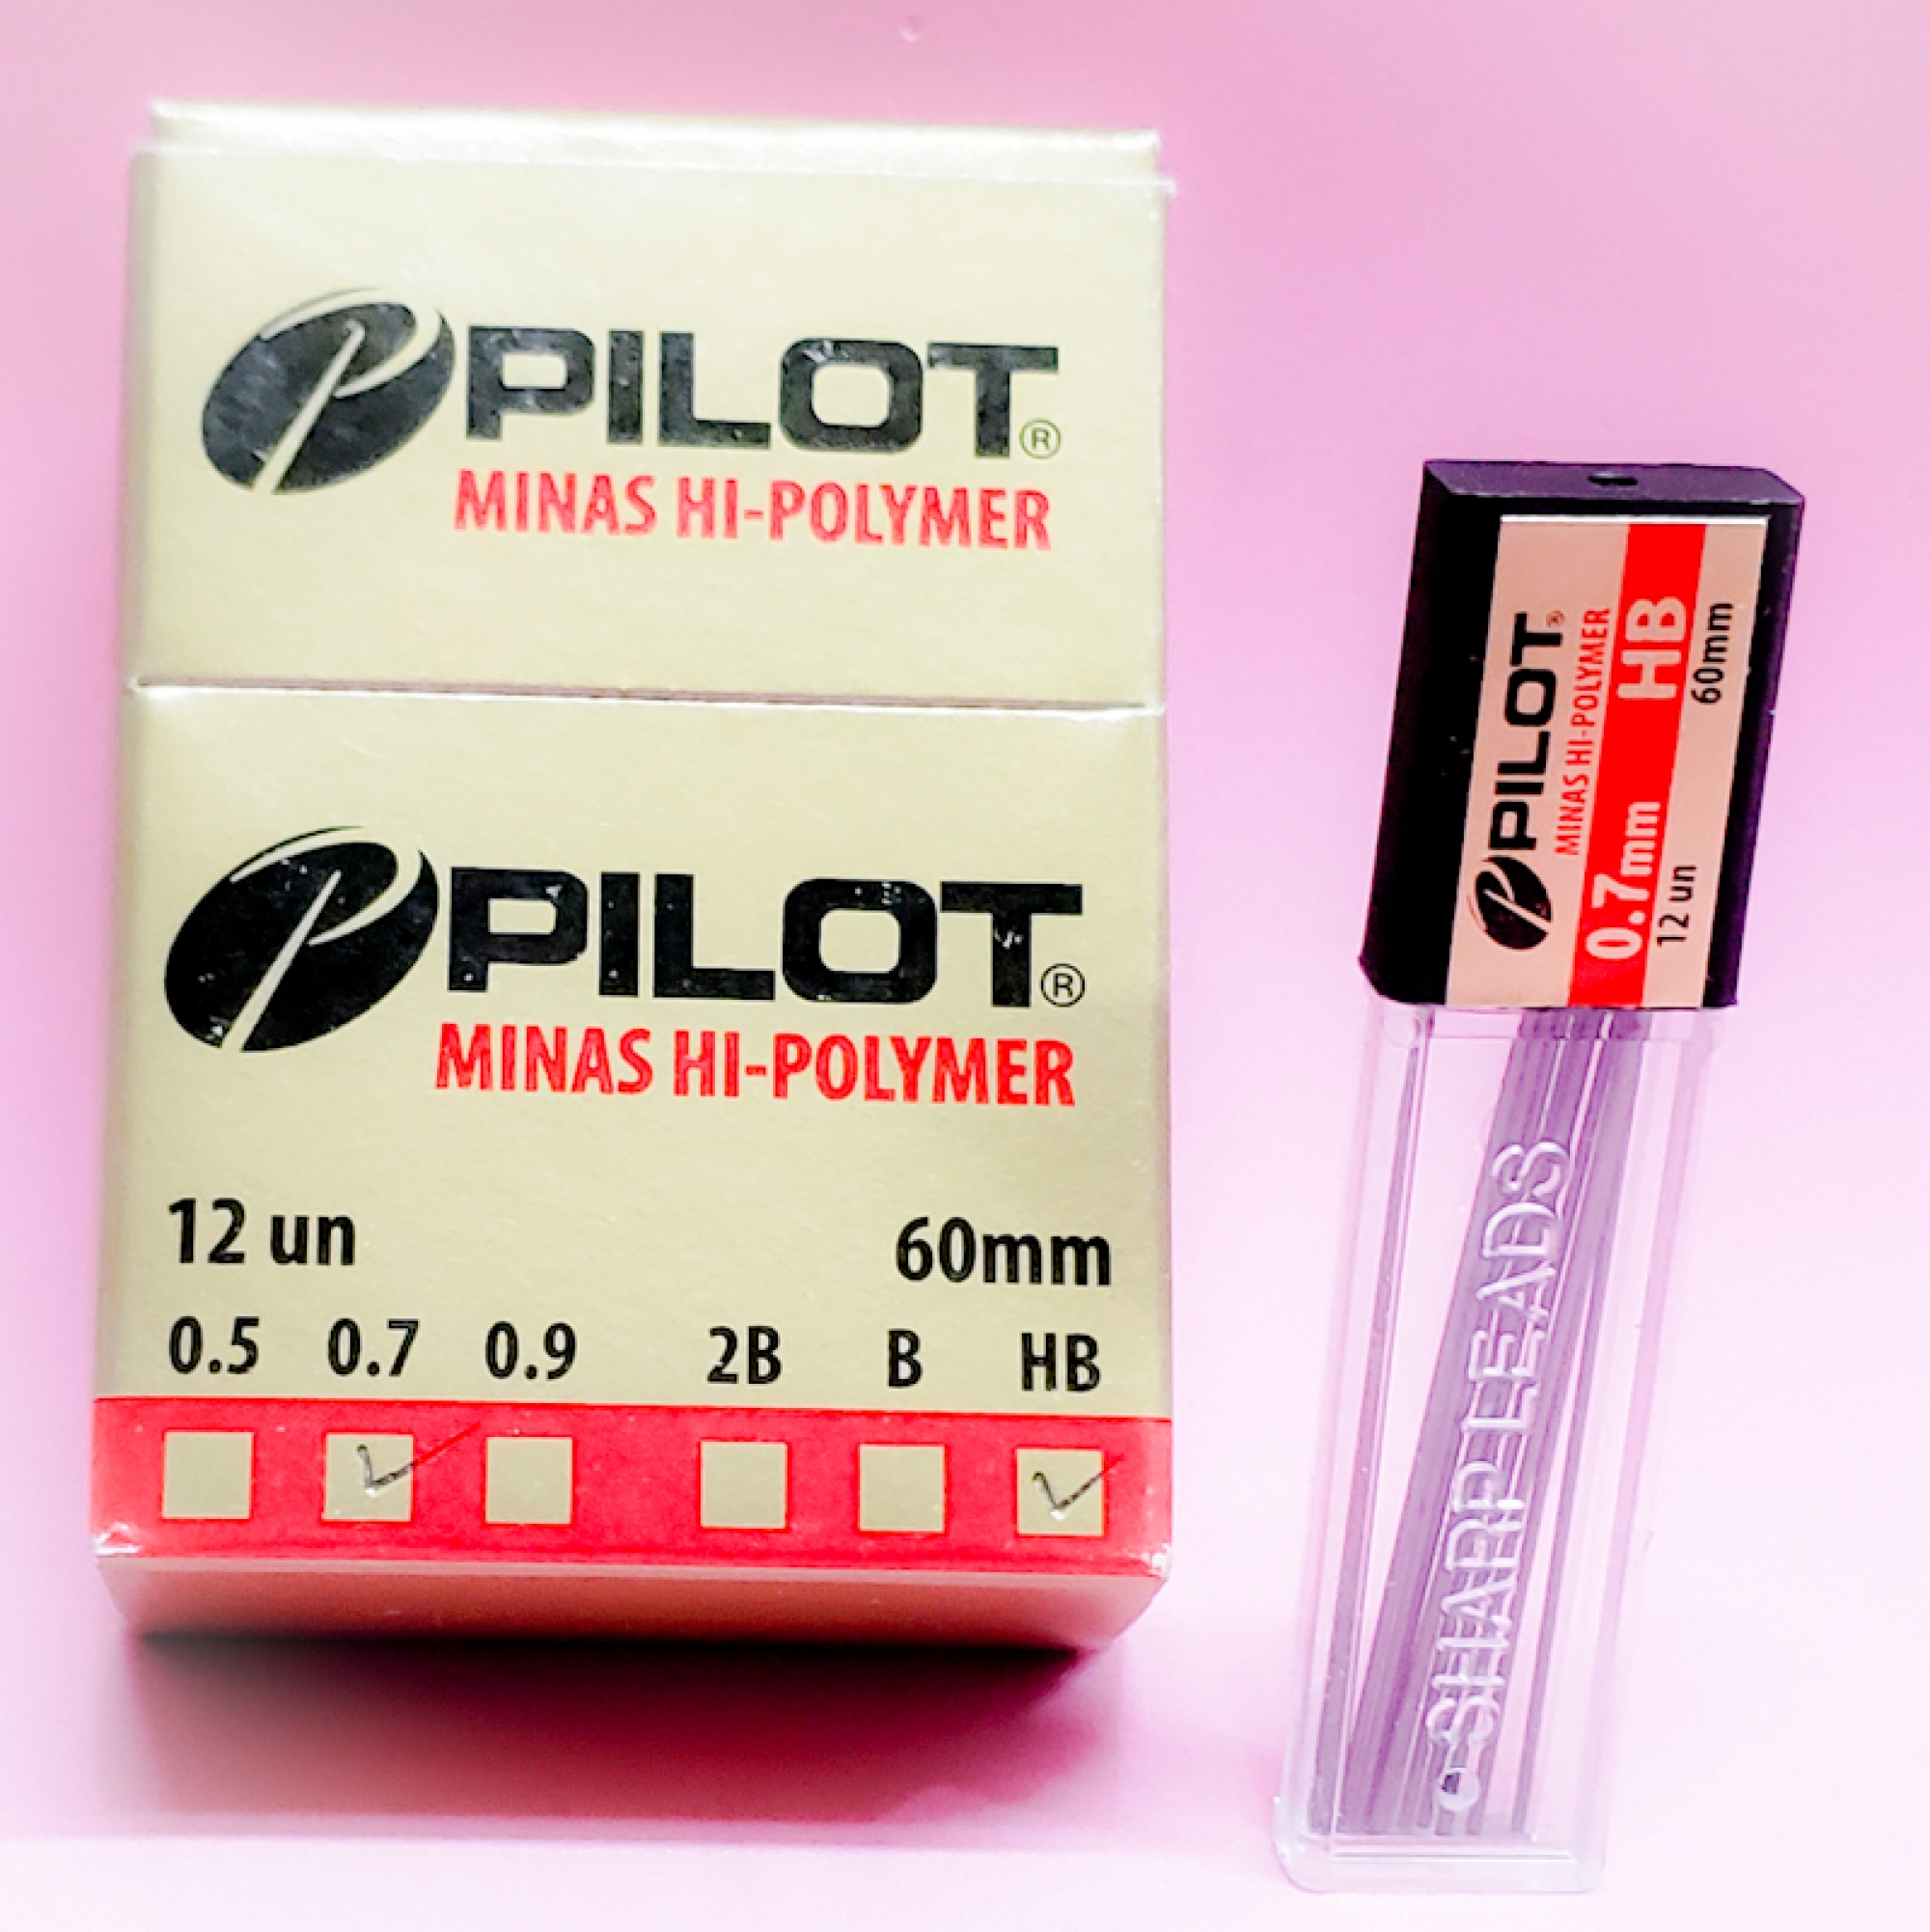 PILOT®
MINAS HI-POLYMER
PILOT®
MINAS HI-POLYMER
12 un 60mm
0.5 0.7 0.9 2B B HB
PILOT®
MINAS HI-POLYMER
0.7mm HB
12 un 60mm
SHARP LEADS